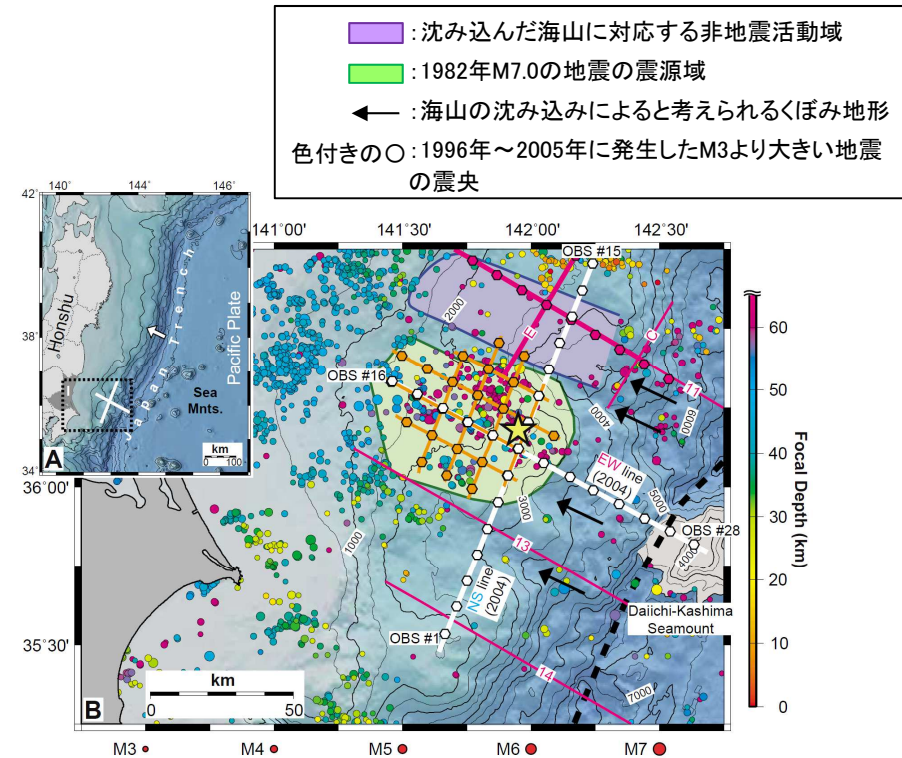 ：沈み込んだ海山に対応する非地震活動域
：1982年M7.0の地震の震源域
：海山の沈み込みによると考えられるくぼみ地形
色付きの○：1996年～2005年に発生したM3より大きい地震
の震央
140°
144°
146°
42°
38°
34°
Honshu
Japan Trench
Pacific Plate
Sea
Mnts.
km
0 100
A
141°00'
141°30'
142°00'
142°30'
36°00'
35°30'
OBS #15
OBS #16
OBS #28
OBS #1
2000
E
C
11
6000
4000
EW line
(2004)
5000
3000
1000
13
4000
NS line
(2004)
Daiichi-Kashima
Seamount
14
7000
B
km
0 50
60
50
40
30
20
10
0
Focal Depth (km)
M3
M4
M5
M6
M7